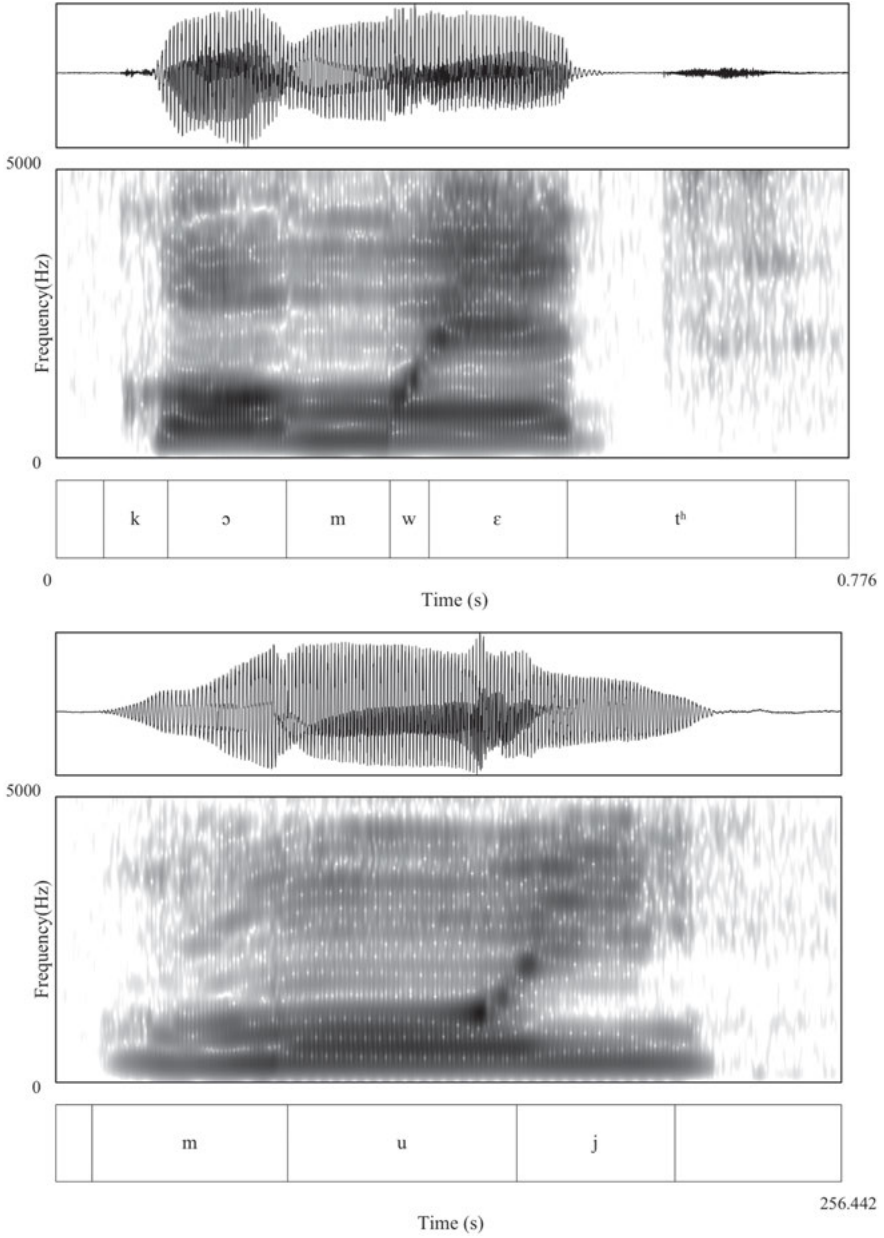 5000
Frequency(Hz)
0
k ɔ m w ɛ tʰ
0 0.776
Time (s)
5000
Frequency(Hz)
0
m u j
256.442
Time (s)